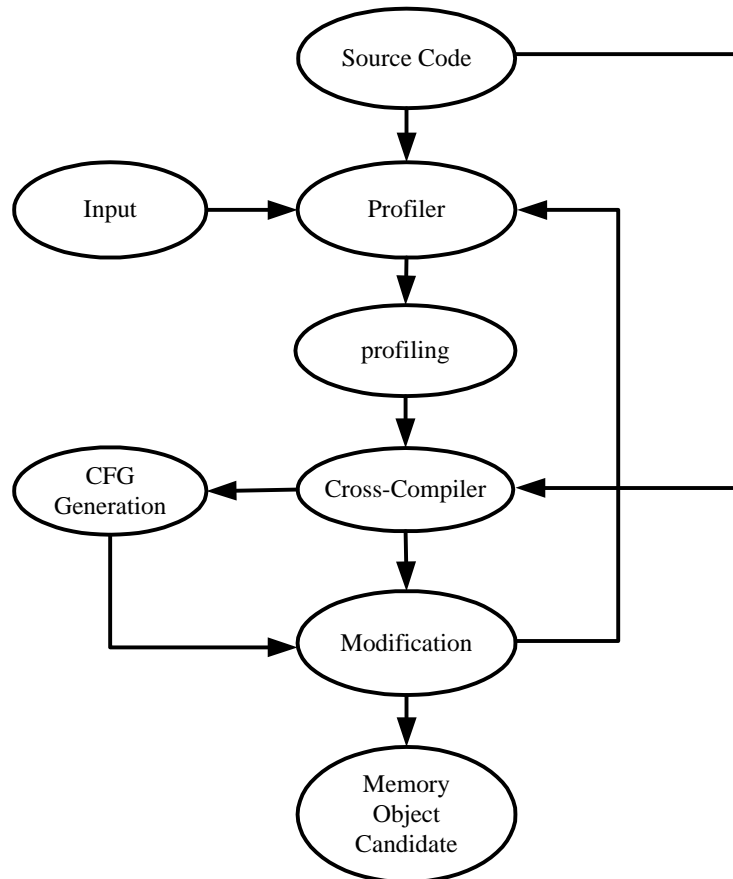 Source Code
Input
Profiler
profiling
CFG
Generation
Cross-Compiler
Modification
Memory
Object
Candidate